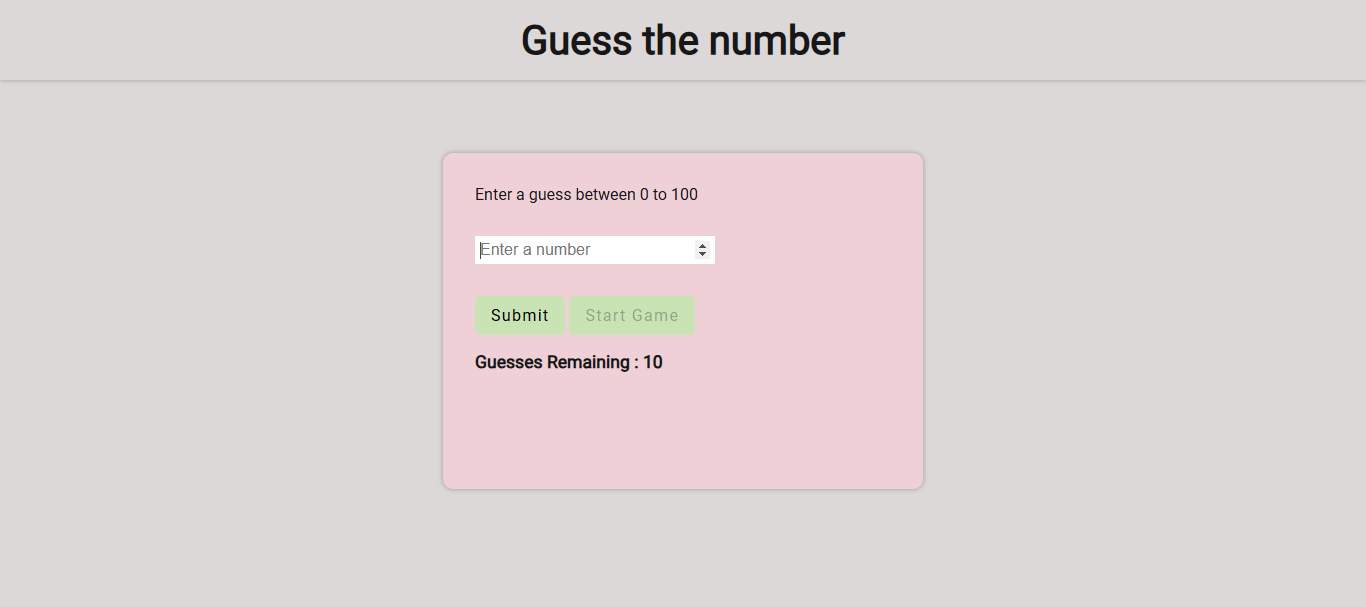 Guess the number
Enter a guess between 0 to 100
Enter a number
Submit Start Game
Guesses Remaining : 10